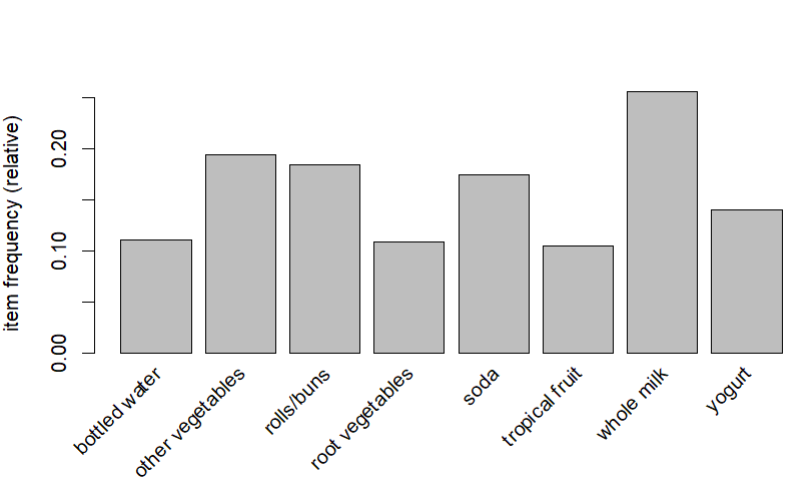 item frequency (relative)
0.20
0.10
0.00
bottled water
other vegetables
rolls/buns
root vegetables
soda
tropical fruit
whole milk
yogurt